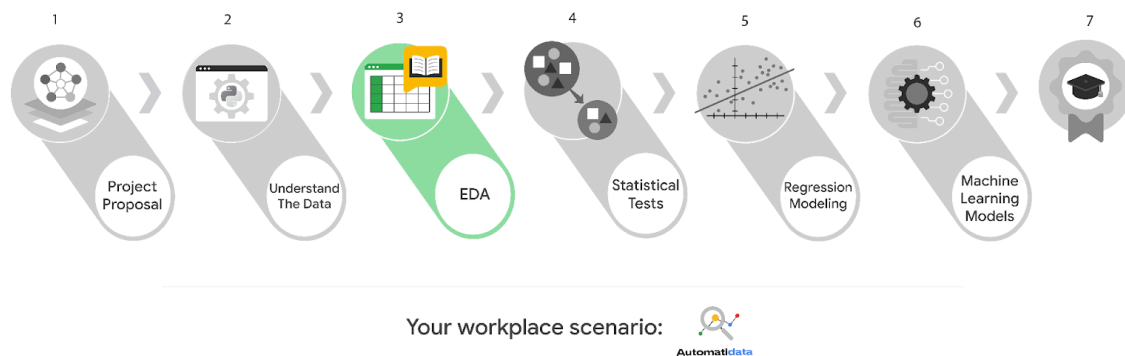 1
2
3
4
5
6
7
Project
Proposal
Understand
The Data
EDA
Statistical
Tests
Regression
Modeling
Machine
Learning
Models
Your workplace scenario:
Automatidata